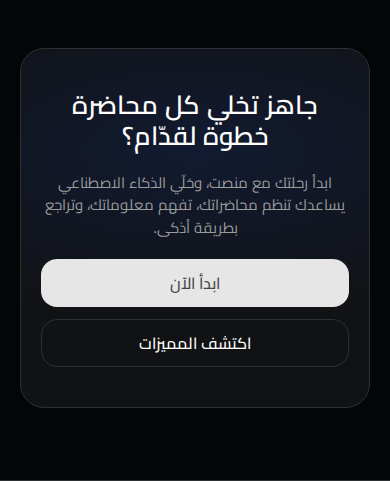 جاهز تخلي كل محاضرة
خطوة لقدّام؟
ابدأ رحلتك مع منصت، وخلّي الذكاء الاصطناعي
يساعدك تنظم محاضراتك، تفهم معلوماتك، وتراجع
بطريقة أذكى.
ابدأ الآن
اكتشف المميزات